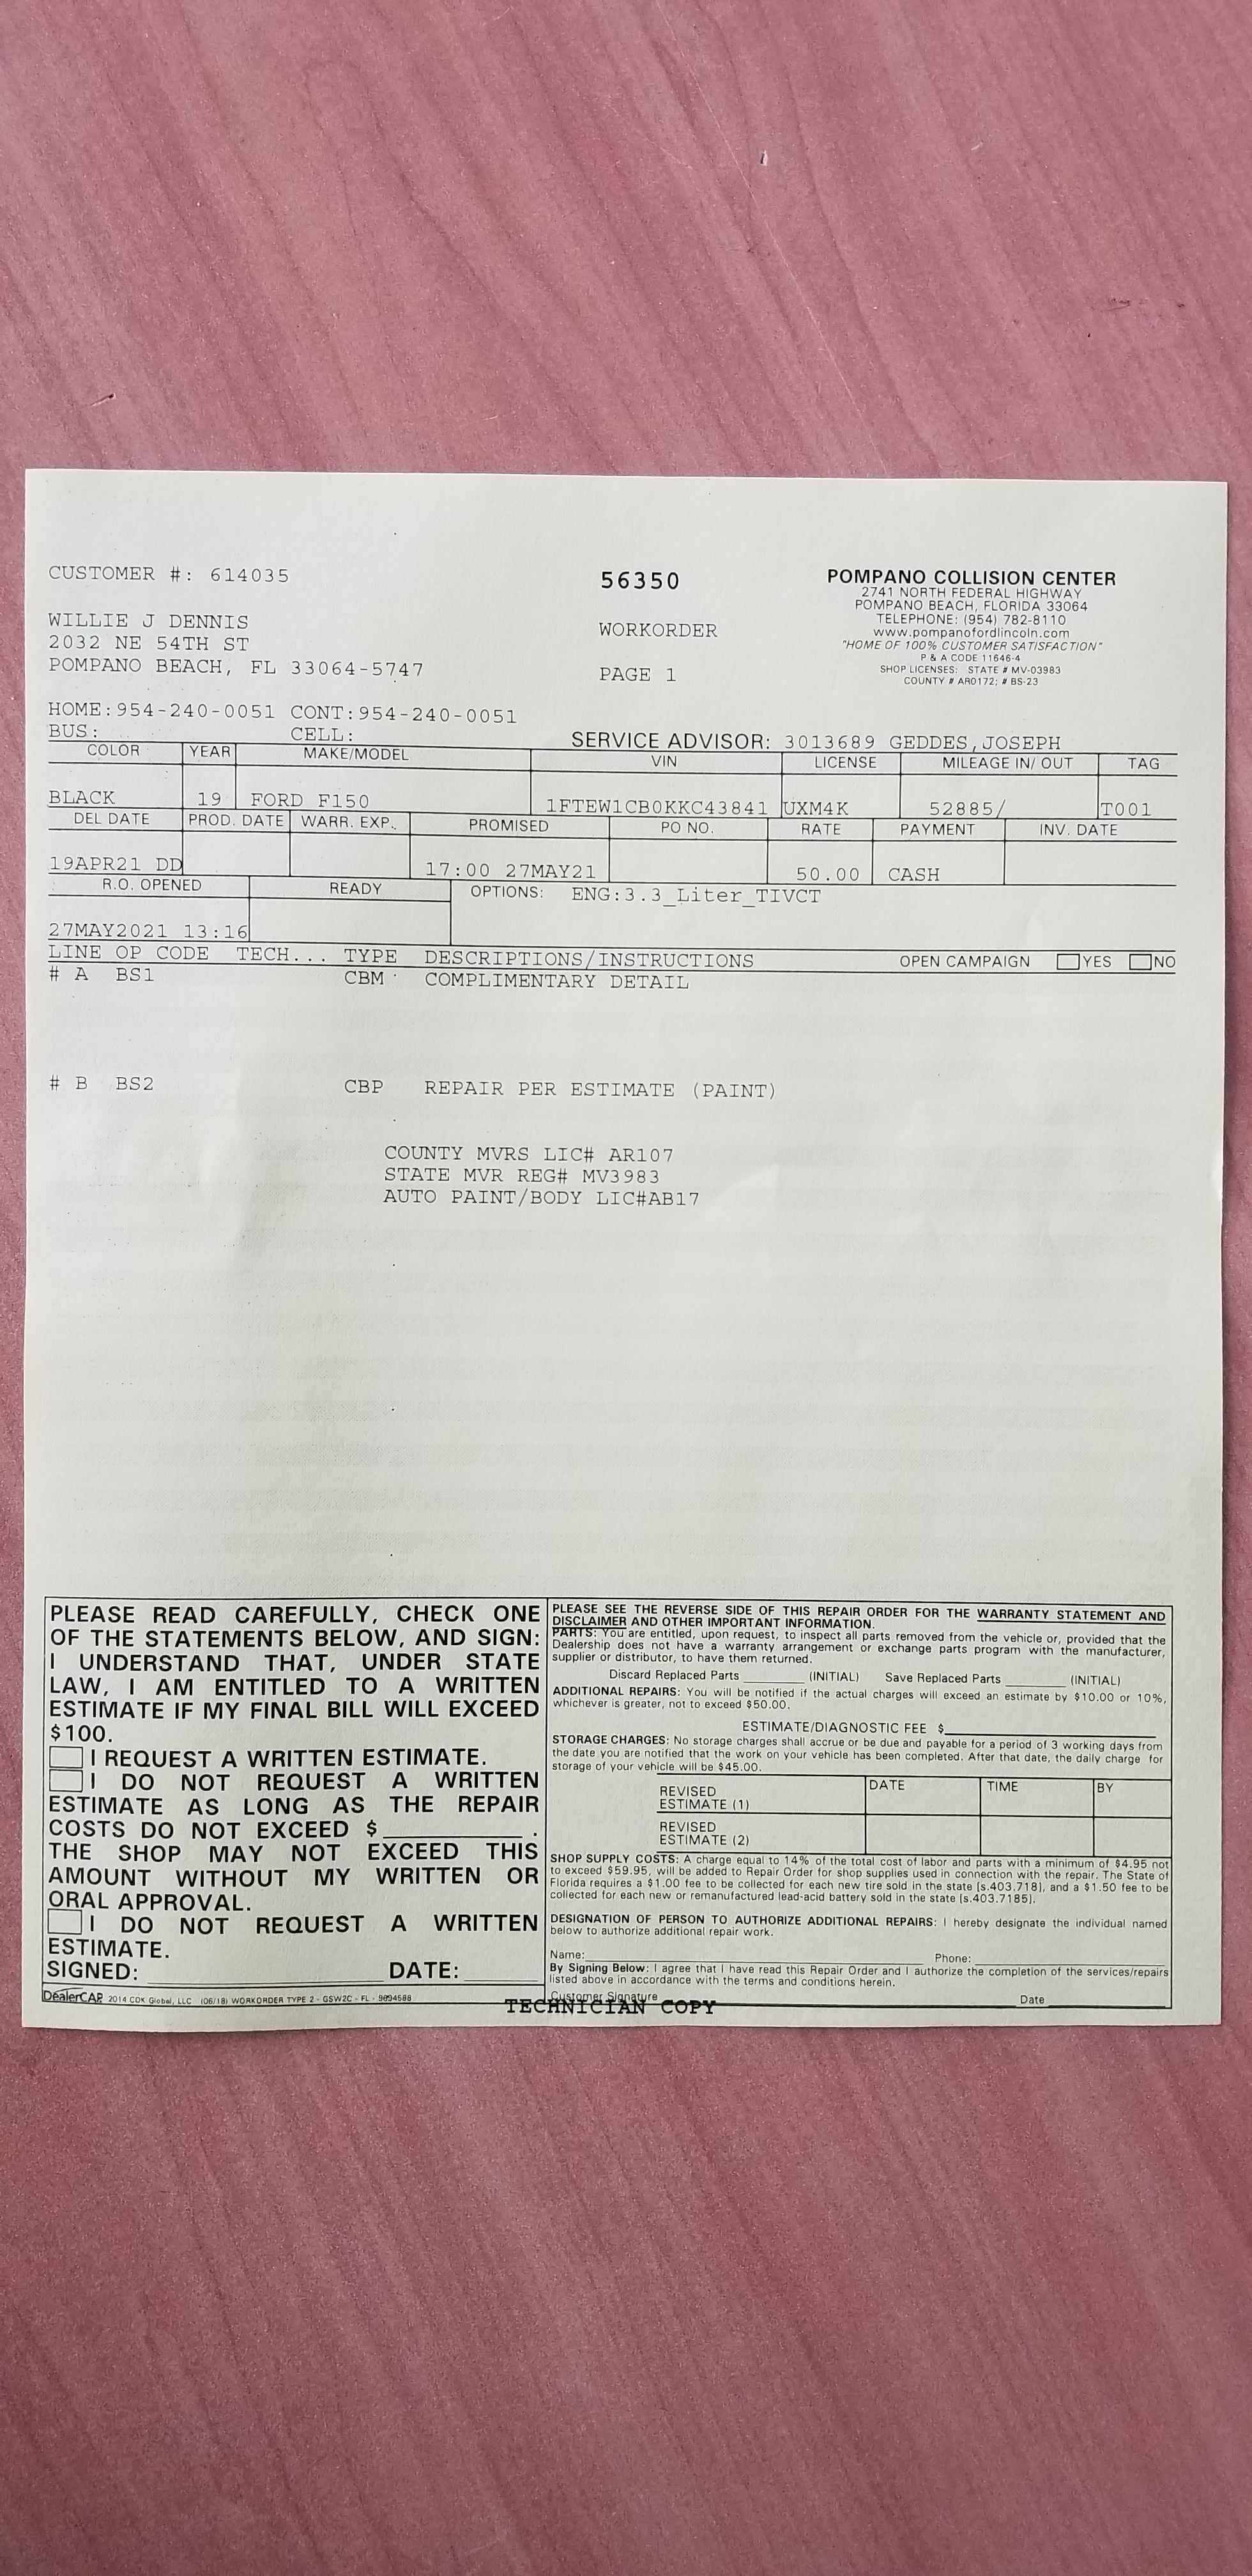 CUSTOMER #: 614035
56350
POMPANO COLLISION CENTER
2741 NORTH FEDERAL HIGHWAY
POMPANO BEACH, FLORIDA 33064
TELEPHONE: (954) 782-8110
www.pompanofordlincoln.com
"HOME OF 100% CUSTOMER SATISFACTION"
P & A CODE 11646-4
SHOP LICENSES: STATE # MV-03983
COUNTY # AR0172; # BS-23
WILLIE J DENNIS
2032 NE 54TH ST
POMPANO BEACH, FL 33064-5747
WORKORDER
PAGE 1
HOME:954-240-0051 CONT:954-240-0051
BUS: CELL:
SERVICE ADVISOR: 3013689 GEDDES,JOSEPH
COLOR YEAR MAKE/MODEL VIN LICENSE MILEAGE IN/ OUT TAG
BLACK 19 FORD F150 1FTEW1CB0KKC43841 UXM4K 52885/ T001
DEL DATE PROD. DATE WARR. EXP. PROMISED PO NO. RATE PAYMENT INV. DATE
19APR21 DD 17:00 27MAY21 50.00 CASH
R.O. OPENED READY OPTIONS: ENG:3.3_Liter_TIVCT
27MAY2021 13:16
LINE OP CODE TECH... TYPE DESCRIPTIONS/INSTRUCTIONS OPEN CAMPAIGN YES NO
# A BS1 CBM COMPLIMENTARY DETAIL
# B BS2 CBP REPAIR PER ESTIMATE (PAINT)
COUNTY MVRS LIC# AR107
STATE MVR REG# MV3983
AUTO PAINT/BODY LIC#AB17
PLEASE READ CAREFULLY, CHECK ONE
OF THE STATEMENTS BELOW, AND SIGN:
I UNDERSTAND THAT, UNDER STATE
LAW, I AM ENTITLED TO A WRITTEN
ESTIMATE IF MY FINAL BILL WILL EXCEED
$100.
I REQUEST A WRITTEN ESTIMATE.
I DO NOT REQUEST A WRITTEN
ESTIMATE AS LONG AS THE REPAIR
COSTS DO NOT EXCEED $ .
THE SHOP MAY NOT EXCEED THIS
AMOUNT WITHOUT MY WRITTEN OR
ORAL APPROVAL.
I DO NOT REQUEST A WRITTEN
ESTIMATE.
SIGNED: DATE:
PLEASE SEE THE REVERSE SIDE OF THIS REPAIR ORDER FOR THE WARRANTY STATEMENT AND
DISCLAIMER AND OTHER IMPORTANT INFORMATION.
PARTS: You are entitled, upon request, to inspect all parts removed from the vehicle or, provided that the
Dealership does not have a warranty arrangement or exchange parts program with the manufacturer,
supplier or distributor, to have them returned.
Discard Replaced Parts (INITIAL) Save Replaced Parts (INITIAL)
ADDITIONAL REPAIRS: You will be notified if the actual charges will exceed an estimate by $10.00 or 10%,
whichever is greater, not to exceed $50.00.
ESTIMATE/DIAGNOSTIC FEE $
STORAGE CHARGES: No storage charges shall accrue or be due and payable for a period of 3 working days from
the date you are notified that the work on your vehicle has been completed. After that date, the daily charge for
storage of your vehicle will be $45.00.
DATE TIME BY
REVISED
ESTIMATE (1)
REVISED
ESTIMATE (2)
SHOP SUPPLY COSTS: A charge equal to 14% of the total cost of labor and parts with a minimum of $4.95 not
to exceed $59.95, will be added to Repair Order for shop supplies used in connection with the repair. The State of
Florida requires a $1.00 fee to be collected for each new tire sold in the state [s.403.718], and a $1.50 fee to be
collected for each new or remanufactured lead-acid battery sold in the state [s.403.7185].
DESIGNATION OF PERSON TO AUTHORIZE ADDITIONAL REPAIRS: I hereby designate the individual named
below to authorize additional repair work.
Name: Phone:
By Signing Below: I agree that I have read this Repair Order and I authorize the completion of the services/repairs
listed above in accordance with the terms and conditions herein.
Customer Signature Date
DealerCAP 2014 CDK Global, LLC (06/18) WORKORDER TYPE 2 - GSW2C - FL - 9694588
TECHNICIAN COPY